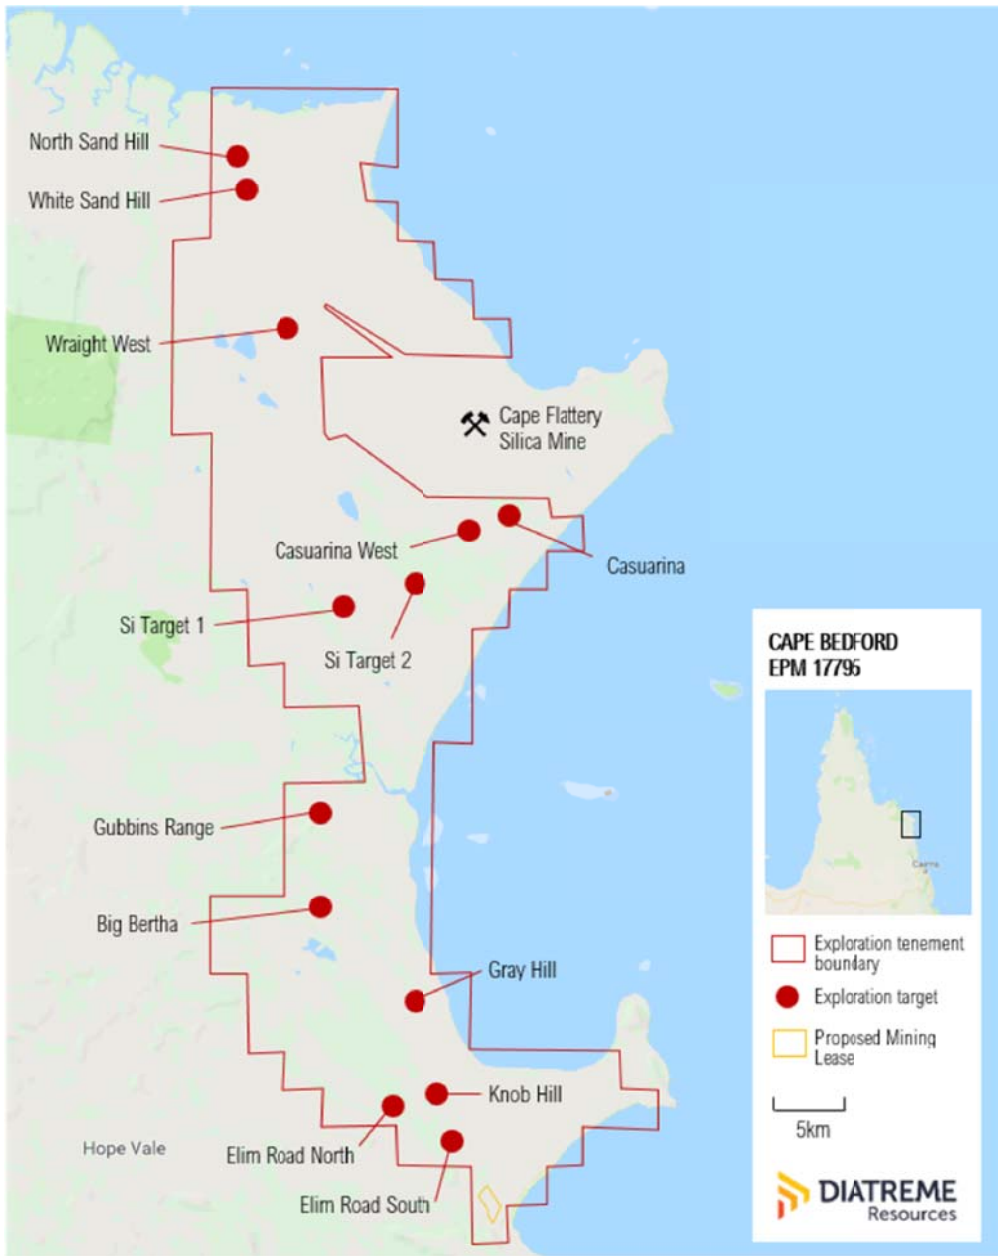 North Sand Hill
White Sand Hill
Wraight West
Cape Flattery
Silica Mine
Casuarina West
Casuarina
Si Target 1
Si Target 2
CAPE BEDFORD
EPM 17795
Cairns
Gubbins Range
Big Bertha
Gray Hill
Exploration tenement
boundary
Exploration target
Proposed Mining
Lease
5km
Knob Hill
Elim Road North
Hope Vale
Elim Road South
DIATREME
Resources